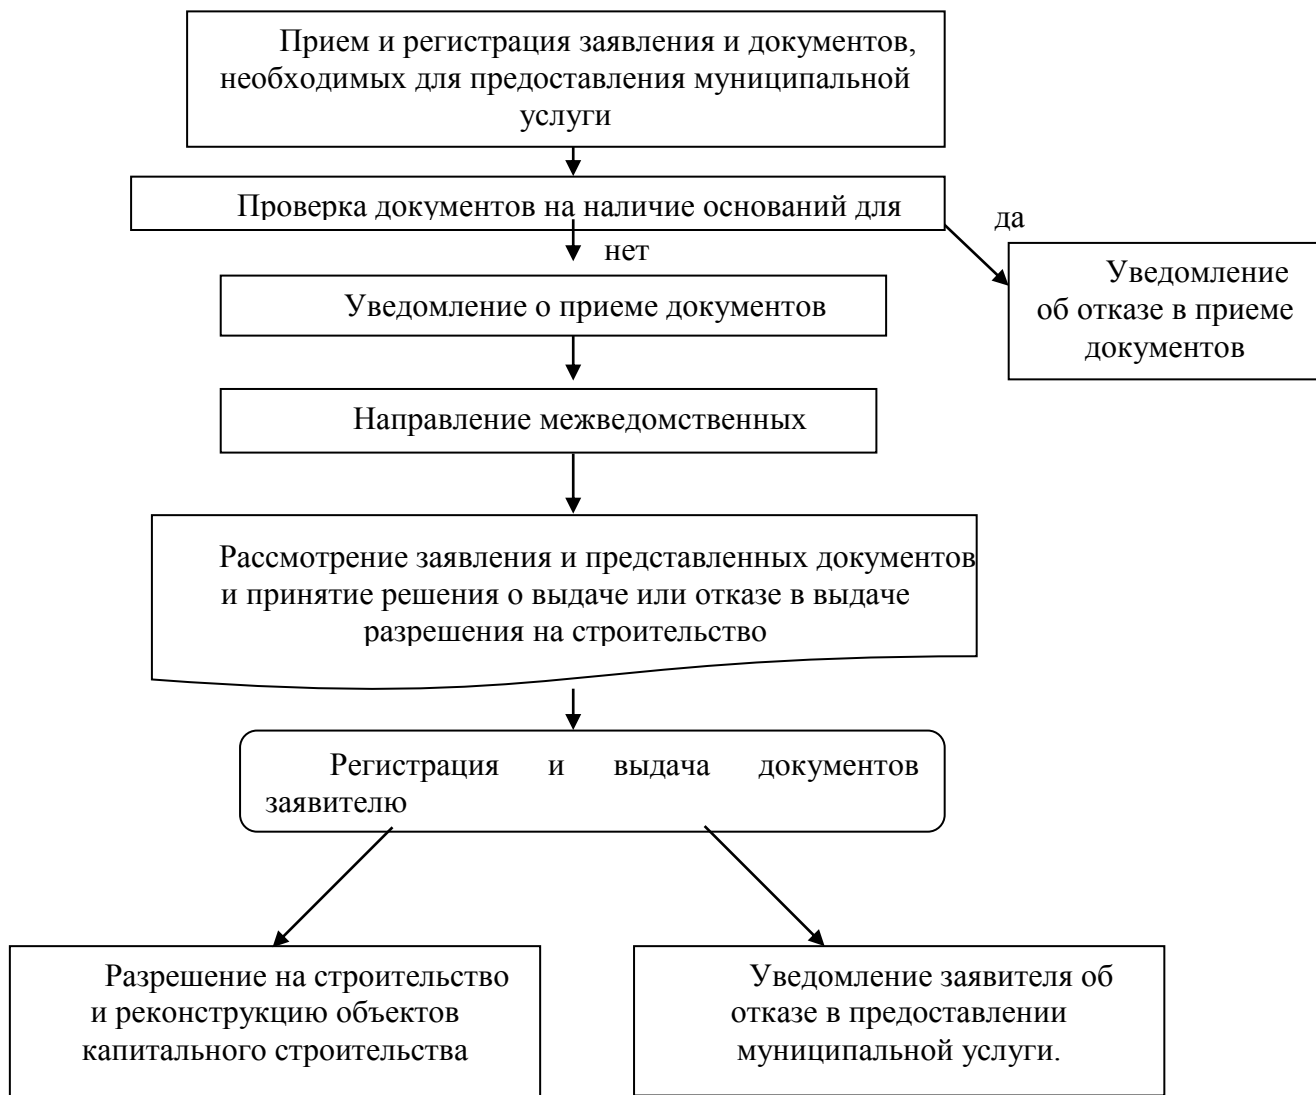 Прием и регистрация заявления и документов,
необходимых для предоставления муниципальной
услуги
Проверка документов на наличие оснований для
да
нет
Уведомление
об отказе в приеме
документов
Уведомление о приеме документов
Направление межведомственных
Рассмотрение заявления и представленных документов
и принятие решения о выдаче или отказе в выдаче
разрешения на строительство
Регистрация и выдача документов
заявителю
Разрешение на строительство
и реконструкцию объектов
капитального строительства
Уведомление заявителя об
отказе в предоставлении
муниципальной услуги.